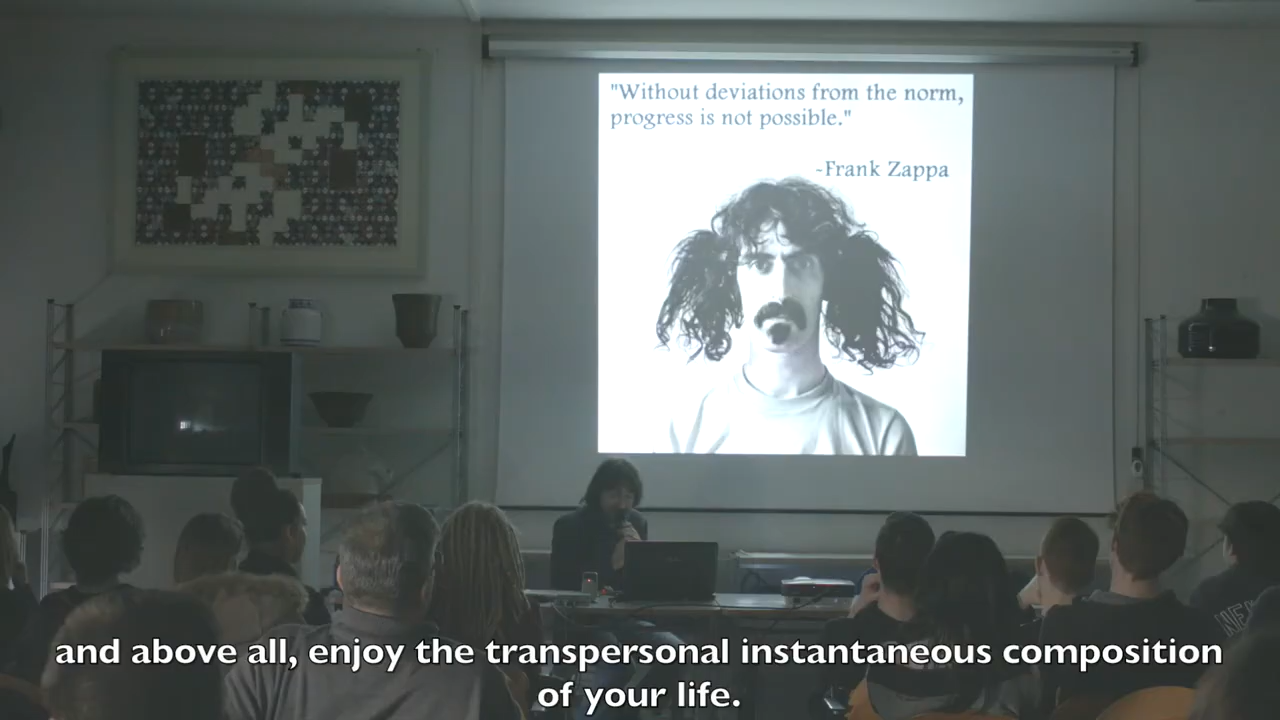 "Without deviations from the norm,
progress is not possible."
-Frank Zappa
and above all, enjoy the transpersonal instantaneous composition
of your life.